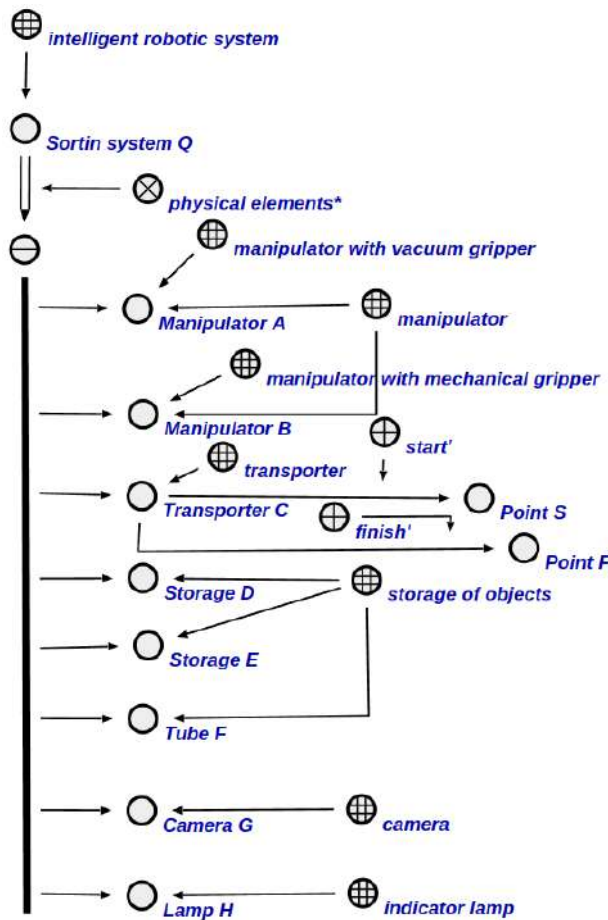 intelligent robotic system
Sortin system Q
physical elements*
manipulator with vacuum gripper
Manipulator A
manipulator
manipulator with mechanical gripper
Manipulator B
start'
transporter
Transporter C
Point S
finish'
Point F
Storage D
storage of objects
Storage E
Tube F
Camera G
camera
Lamp H
indicator lamp